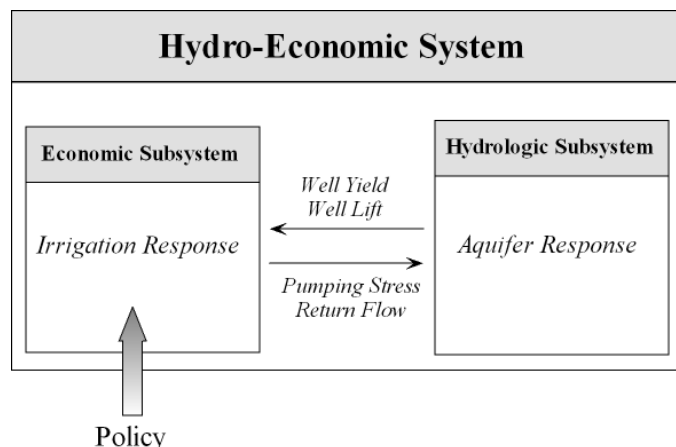 Hydro-Economic System
Economic Subsystem
Irrigation Response
Well Yield
Well Lift
Pumping Stress
Return Flow
Hydrologic Subsystem
Aquifer Response
Policy